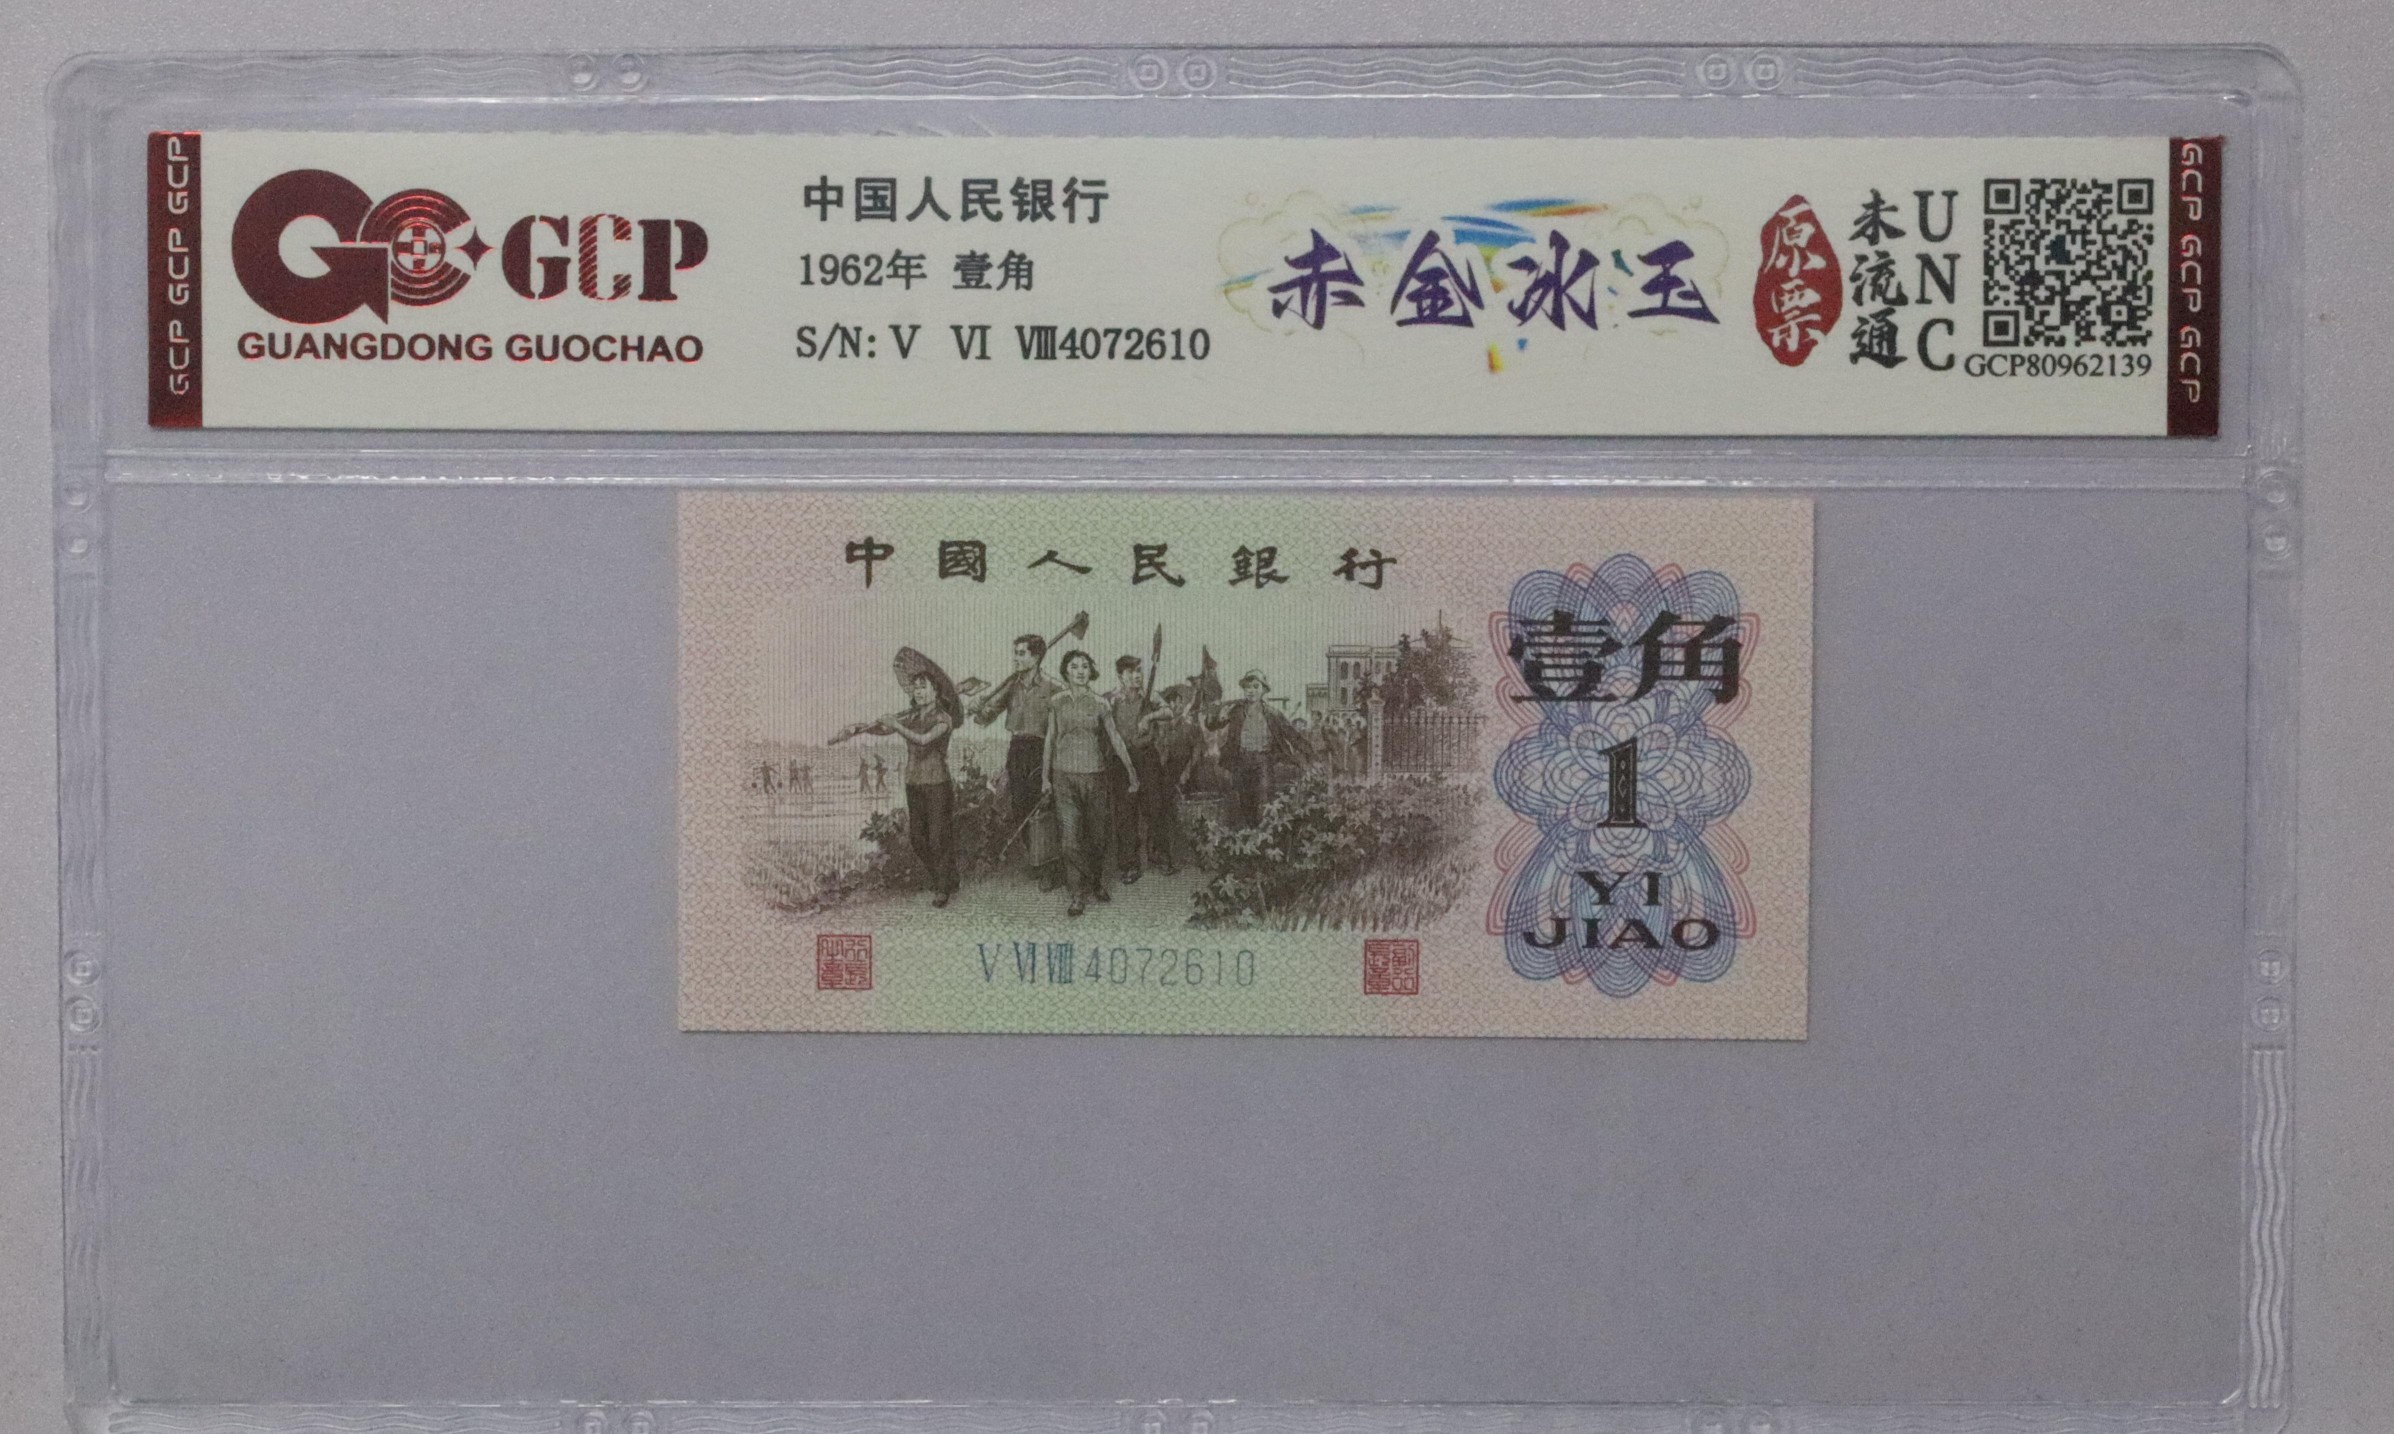 GCP GCP GCP
GCP
GUANGDONG GUOCHAO
中国人民银行
1962年 壹角
S/N: Ⅴ Ⅵ Ⅷ4072610
赤金冰玉
原票
未流通
UNC
GCP80962139
GCP GCP GCP
中國人民銀行
壹角
1
YI
JIAO
Ⅴ Ⅵ Ⅷ 4072610